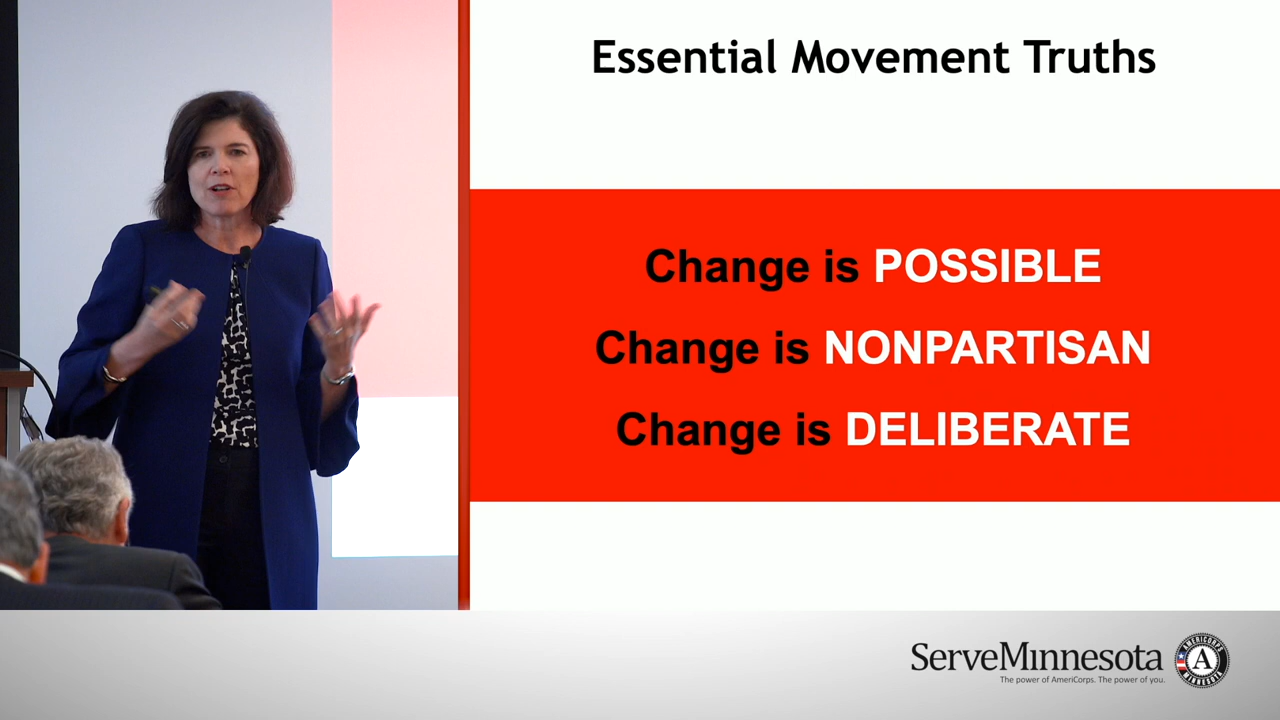 Essential Movement Truths
Change is POSSIBLE
Change is NONPARTISAN
Change is DELIBERATE
ServeMinnesota
The power of AmeriCorps. The power of you.
AMERICORPS
A
MINNESOTA